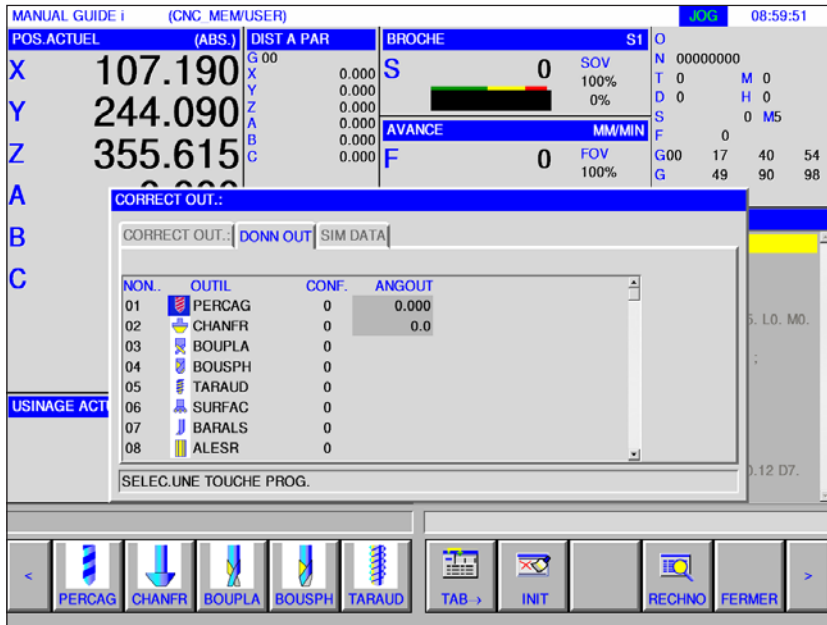 MANUAL GUIDE i (CNC_MEM/USER) JOG 08:59:51
POS.ACTUEL (ABS.) DIST A PAR BROCHE S1 O
X 107.190
Y 244.090
Z 355.615
A
B
C
G 00
X 0.000
Y 0.000
Z 0.000
A 0.000
B 0.000
C 0.000
S 0 SOV
100%
0%
AVANCE MM/MIN
F 0 FOV
100%
N 00000000
T 0 M 0
D 0 H 0
S 0 M5
F 0
G00 17 40 54
G 49 90 98
CORRECT OUT.:
CORRECT OUT.: DONN OUT SIM DATA
NON.. OUTIL CONF. ANGOUT
01 PERCAG 0 0.000
02 CHANFR 0 0.0
03 BOUPLA 0
04 BOUSPH 0
05 TARAUD 0
06 SURFAC 0
07 BARALS 0
08 ALESR 0
SELEC.UNE TOUCHE PROG.
USINAGE ACT
L0. M0.
;
0.12 D7.
< PERCAG CHANFR BOUPLA BOUSPH TARAUD TAB→ INIT RECHNO FERMER >